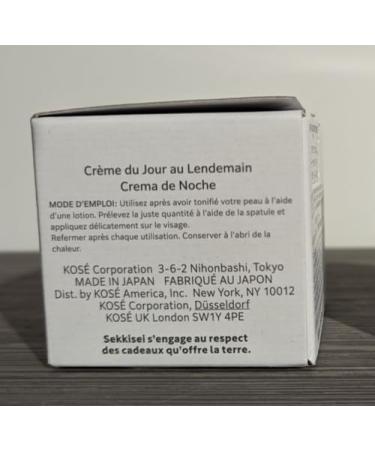 Crème du Jour au Lendemain
Crema de Noche
MODE D'EMPLOI: Utilisez après avoir tonifié votre peau à l'aide
d'une lotion. Prélevez la juste quantité à l'aide de la spatule et
appliquez délicatement sur le visage.
Refermer après chaque utilisation. Conserver à l'abri de la
chaleur.
KOSÉ Corporation 3-6-2 Nihonbashi, Tokyo
MADE IN JAPAN FABRIQUÉ AU JAPON
Dist. by KOSÉ America, Inc. New York, NY 10012
KOSÉ Corporation, Düsseldorf
KOSÉ UK London SW1Y 4PE
Sekkisei s'engage au respect
des cadeaux qu'offre la terre.